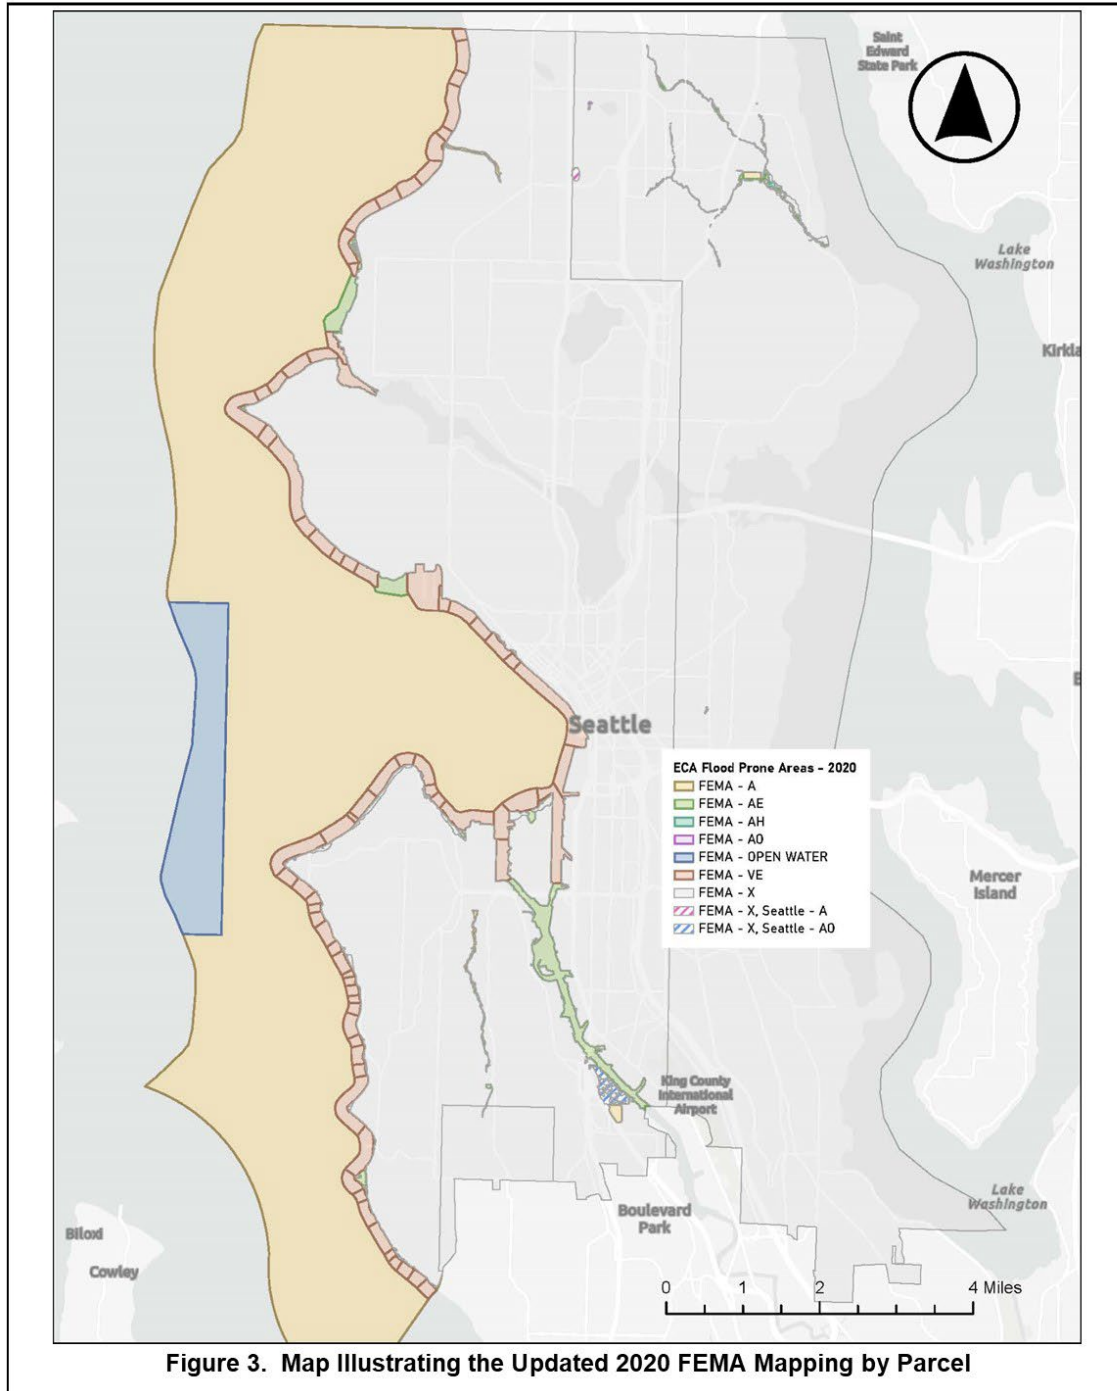 Saint
Edward
State Park
Lake
Washington
Kirkla
Seattle
ECA Flood Prone Areas - 2020
FEMA - A
FEMA - AE
FEMA - AH
FEMA - AO
FEMA - OPEN WATER
FEMA - VE
FEMA - X
FEMA - X, Seattle - A
FEMA - X, Seattle - AO
Mercer
Island
King County
International
Airport
Boulevard
Park
Lake
Washington
Biloxi
Cowley
0 1 2 4 Miles
Figure 3. Map Illustrating the Updated 2020 FEMA Mapping by Parcel